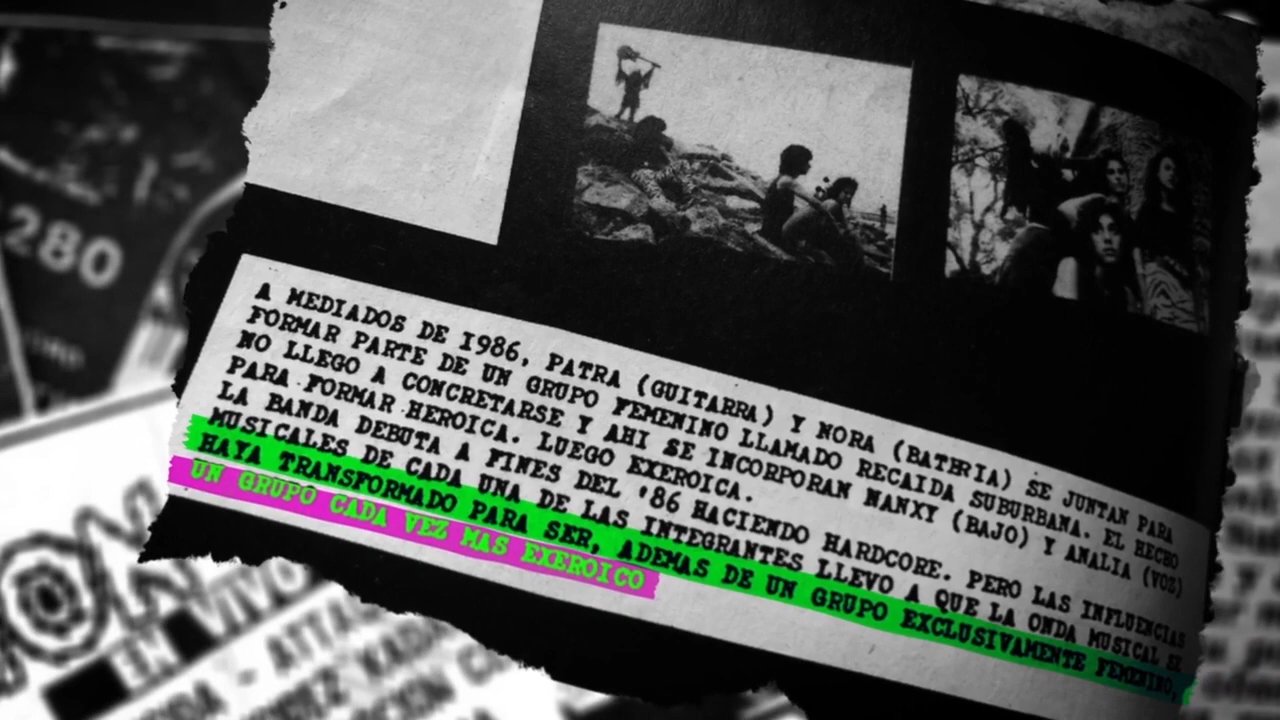 280
A MEDIADOS DE 1986, PATRA (GUITARRA) Y NORA (BATERIA) SE JUNTAN PARA
FORMAR PARTE DE UN GRUPO FEMENINO LLAMADO RECAIDA SUBURBANA. EL HECHO
NO LLEGO A CONCRETARSE Y AHI SE INCORPORAN NANXY (BAJO) Y ANALIA (VOZ)
PARA FORMAR HEROICA. LUEGO EXEROICA.
LA BANDA DEBUTA A FINES DEL '86 HACIENDO HARDCORE. PERO LAS INFLUENCIAS
MUSICALES DE CADA UNA DE LAS INTEGRANTES LLEVO A QUE LA ONDA MUSICAL SE
HAYA TRANSFORMADO PARA SER, ADEMAS DE UN GRUPO EXCLUSIVAMENTE FEMENINO,
UN GRUPO CADA VEZ MAS EXEROICO
EN VIVO